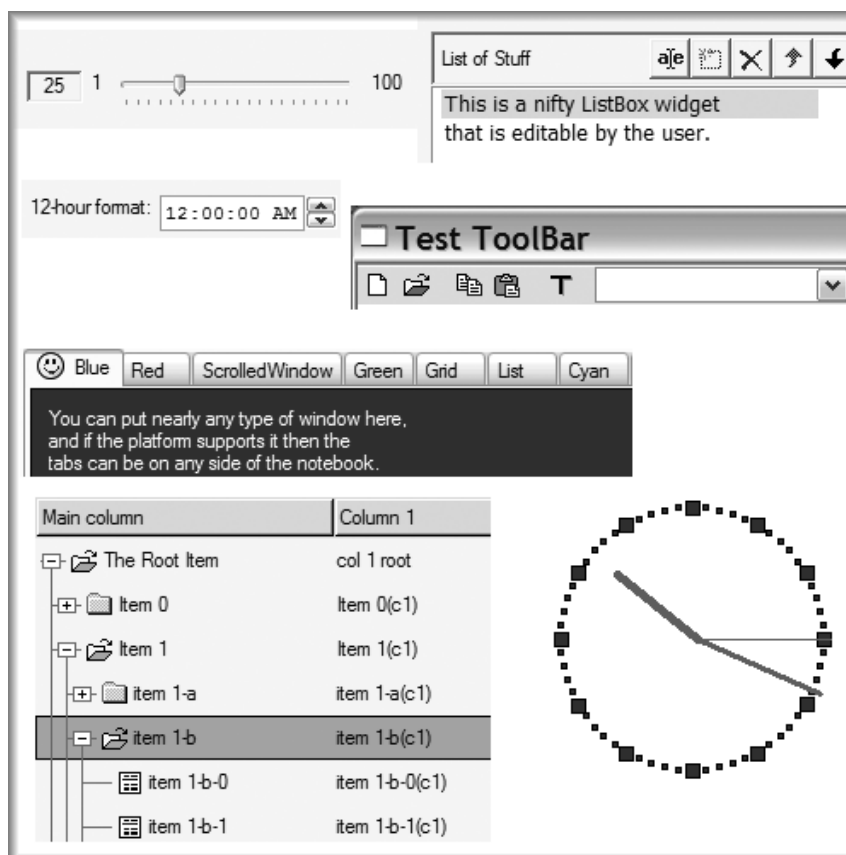 25 1 100
List of Stuff
a e
This is a nifty ListBox widget
that is editable by the user.
12-hour format: 12:00:00 AM
Test ToolBar
T
Blue Red ScrolledWindow Green Grid List Cyan
You can put nearly any type of window here,
and if the platform supports it then the
tabs can be on any side of the notebook.
Main column Column 1
The Root Item col 1 root
Item 0 Item 0(c1)
Item 1 Item 1(c1)
item 1-a item 1-a(c1)
item 1-b item 1-b(c1)
item 1-b-0 item 1-b-0(c1)
item 1-b-1 item 1-b-1(c1)